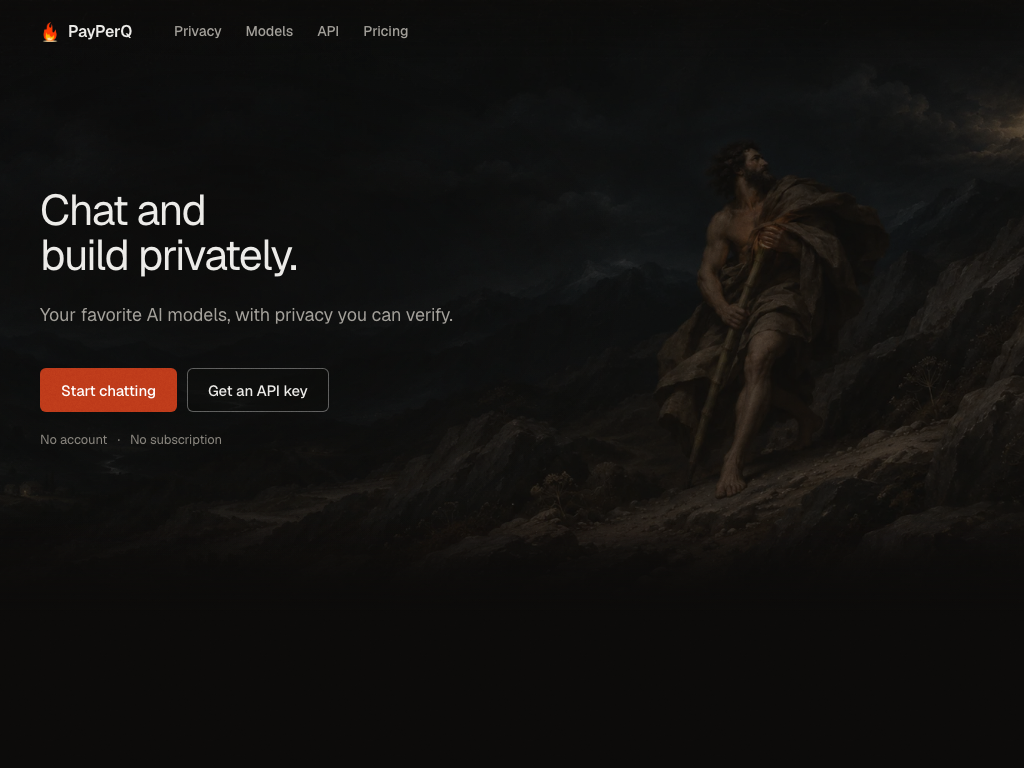 PayPerQ
Privacy
Models
API
Pricing
Chat and
build privately.
Your favorite AI models, with privacy you can verify.
Start chatting
Get an API key
No account · No subscription